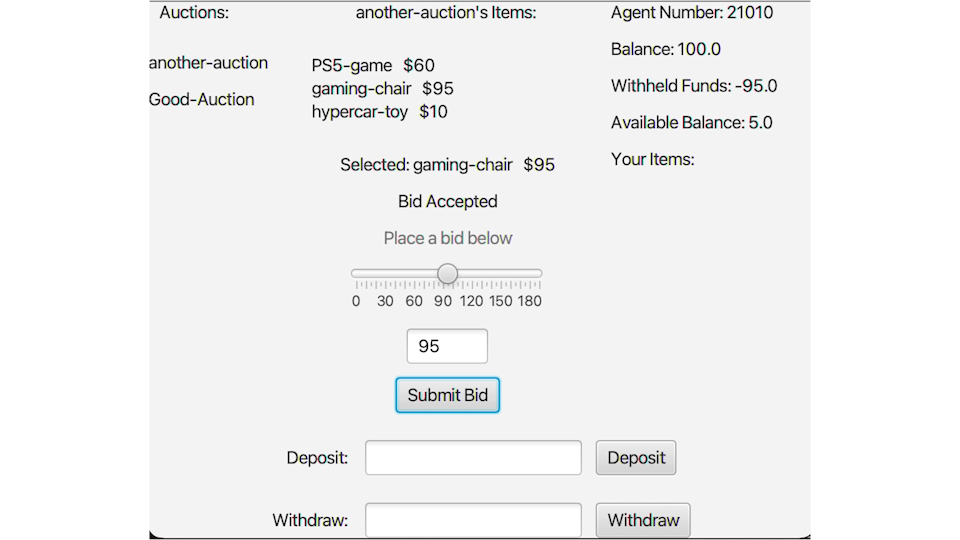 Auctions:
another-auction's Items:
Agent Number: 21010
another-auction
Good-Auction
PS5-game $60
gaming-chair $95
hypercar-toy $10
Balance: 100.0
Withheld Funds: -95.0
Available Balance: 5.0
Your Items:
Selected: gaming-chair $95
Bid Accepted
Place a bid below
0 30 60 90 120 150 180
95
Submit Bid
Deposit:
Deposit
Withdraw:
Withdraw